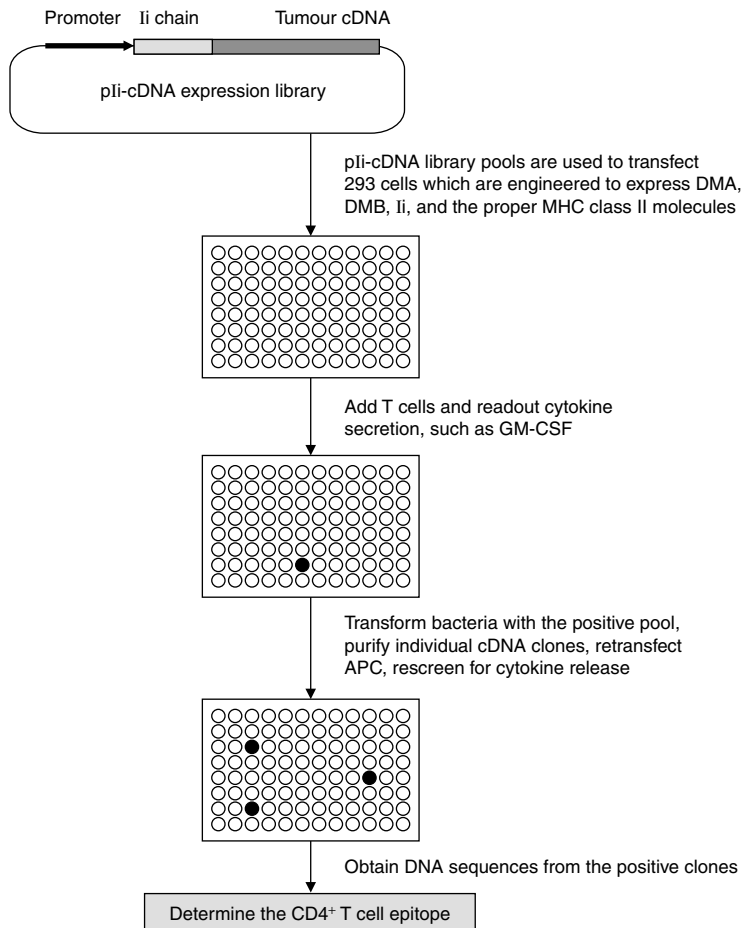 Promoter Ii chain Tumour cDNA
pIi-cDNA expression library
pIi-cDNA library pools are used to transfect
293 cells which are engineered to express DMA,
DMB, Ii, and the proper MHC class II molecules
Add T cells and readout cytokine
secretion, such as GM-CSF
Transform bacteria with the positive pool,
purify individual cDNA clones, retransfect
APC, rescreen for cytokine release
Obtain DNA sequences from the positive clones
Determine the CD4⁺ T cell epitope